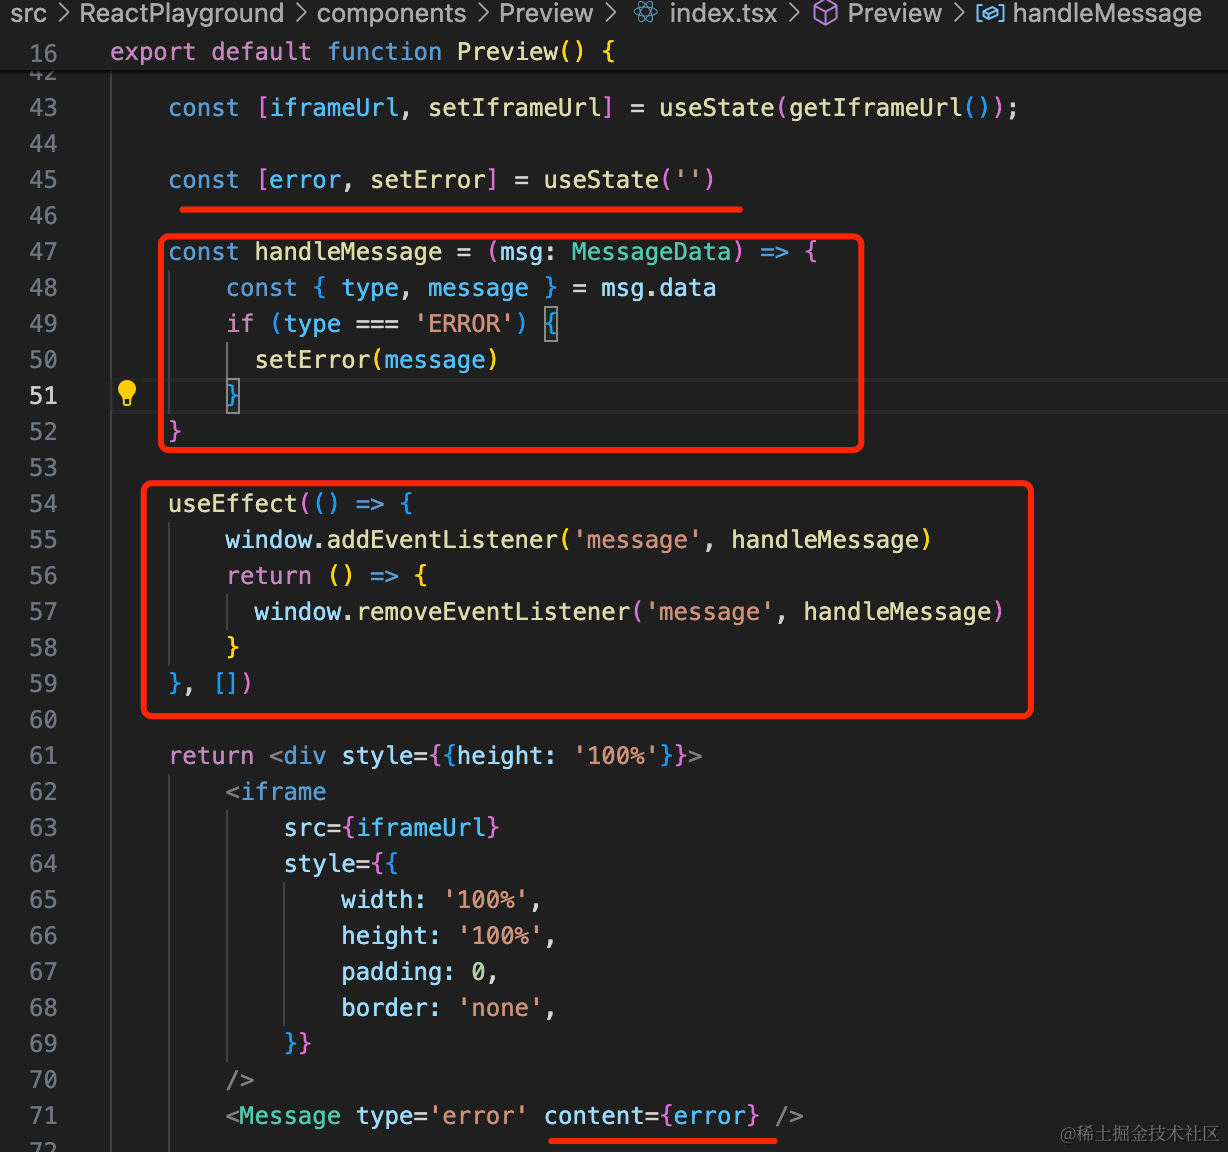 src > ReactPlayground > components > Preview > index.tsx > Preview > handleMessage
16 export default function Preview() {
42
43 const [iframeUrl, setIframeUrl] = useState(getIframeUrl());
44
45 const [error, setError] = useState('')
46
47 const handleMessage = (msg: MessageData) => {
48 const { type, message } = msg.data
49 if (type === 'ERROR') {
50 setError(message)
51 }
52 }
53
54 useEffect(() => {
55 window.addEventListener('message', handleMessage)
56 return () => {
57 window.removeEventListener('message', handleMessage)
58 }
59 }, [])
60
61 return <div style={{height: '100%'}}>
62 <iframe
63 src={iframeUrl}
64 style={{
65 width: '100%',
66 height: '100%',
67 padding: 0,
68 border: 'none',
69 }}
70 />
71 <Message type='error' content={error} />
72
@稀土掘金技术社区